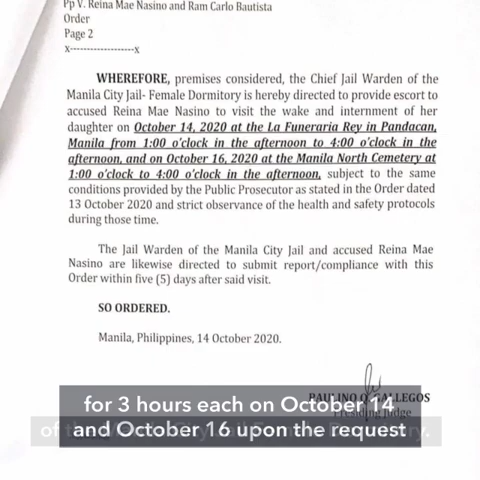 Pp V. Reina Mae Nasino and Ram Carlo Bautista
Order
Page 2
x-------------------x
WHEREFORE, premises considered, the Chief Jail Warden of the
Manila City Jail- Female Dormitory is hereby directed to provide escort to
accused Reina Mae Nasino to visit the wake and internment of her
daughter on October 14, 2020 at the La Funeraria Rey in Pandacan,
Manila from 1:00 o'clock in the afternoon to 4:00 o'clock in the
afternoon, and on October 16, 2020 at the Manila North Cemetery at
1:00 o'clock to 4:00 o'clock in the afternoon, subject to the same
conditions provided by the Public Prosecutor as stated in the Order dated
13 October 2020 and strict observance of the health and safety protocols
during those time.
The Jail Warden of the Manila City Jail and accused Reina Mae
Nasino are likewise directed to submit report/compliance with this
Order within five (5) days after said visit.
SO ORDERED.
Manila, Philippines, 14 October 2020.
PAULINO Q. GALLEGOS
Presiding Judge
for 3 hours each on October 14
and October 16 upon the request